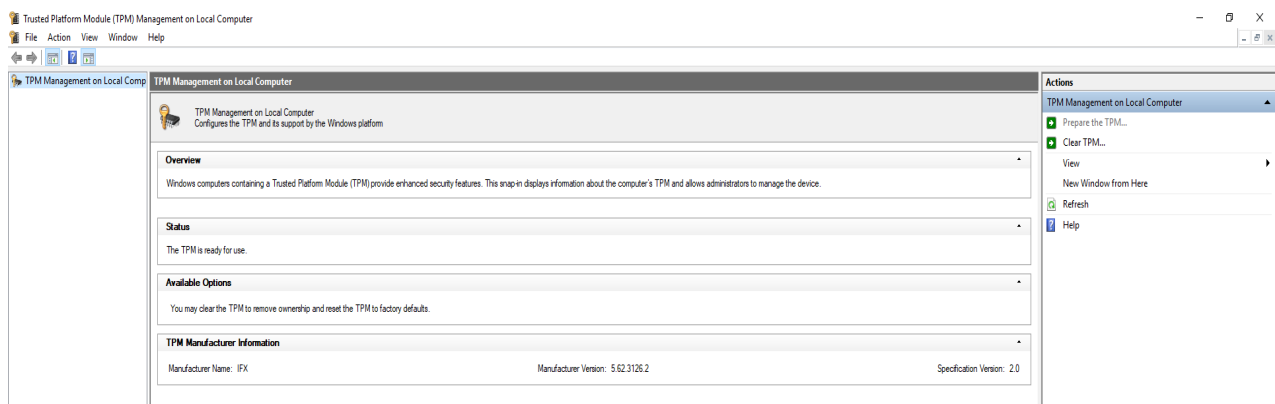 Trusted Platform Module (TPM) Management on Local Computer
File Action View Window Help
TPM Management on Local Comp
TPM Management on Local Computer
TPM Management on Local Computer
Configures the TPM and its support by the Windows platform
Overview
Windows computers containing a Trusted Platform Module (TPM) provide enhanced security features. This snap-in displays information about the computer's TPM and allows administrators to manage the device.
Status
The TPM is ready for use.
Available Options
You may clear the TPM to remove ownership and reset the TPM to factory defaults.
TPM Manufacturer Information
Manufacturer Name: IFX Manufacturer Version: 5.62.3126.2 Specification Version: 2.0
Actions
TPM Management on Local Computer
Prepare the TPM...
Clear TPM...
View
New Window from Here
Refresh
Help